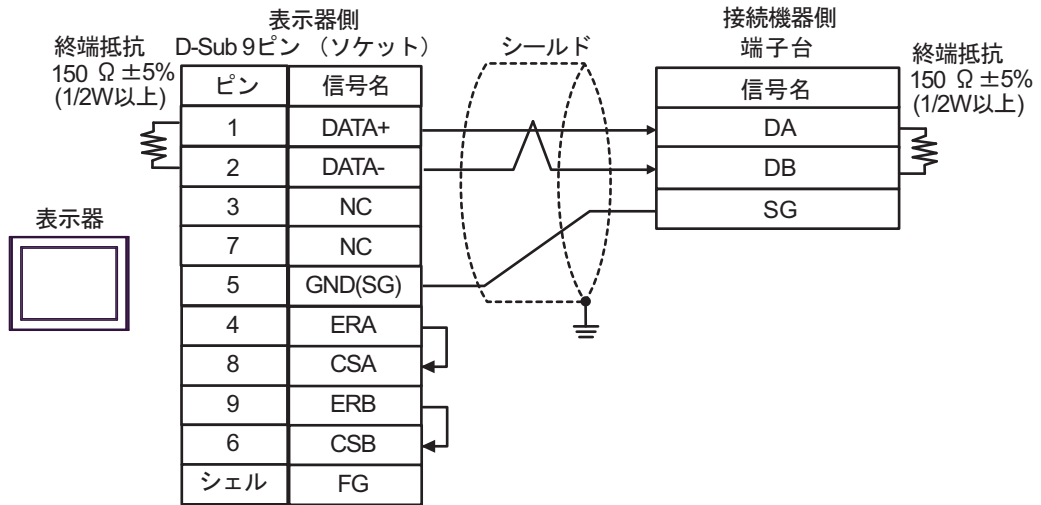 表示器側
D-Sub 9ピン (ソケット)
終端抵抗
150 Ω ±5%
(1/2W以上)
シールド
接続機器側
端子台
終端抵抗
150 Ω ±5%
(1/2W以上)
表示器
ピン 信号名
1 DATA+
2 DATA-
3 NC
7 NC
5 GND(SG)
4 ERA
8 CSA
9 ERB
6 CSB
シェル FG
信号名
DA
DB
SG